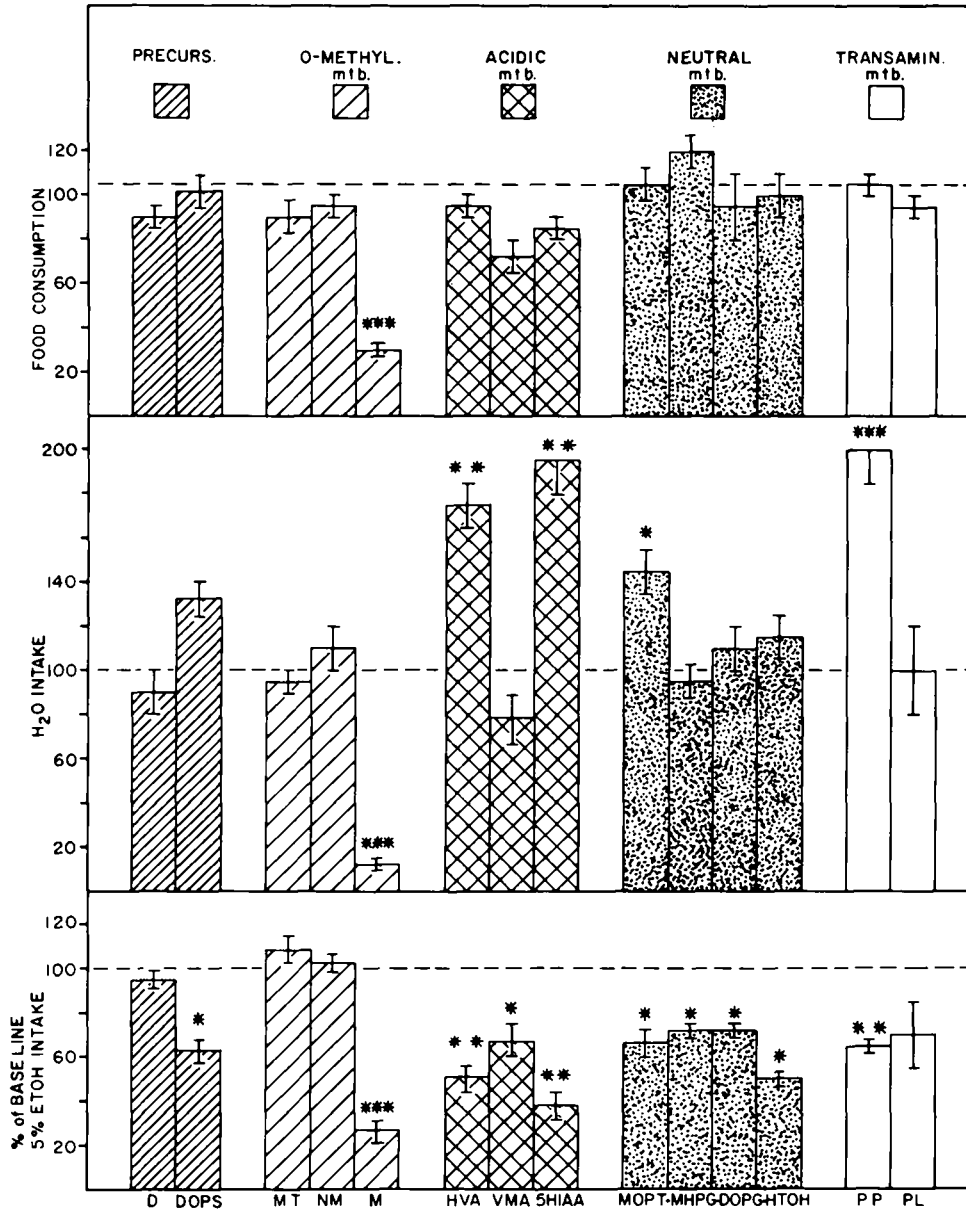 PRECURS. O-METHYL. ACIDIC NEUTRAL TRANSAMIN.
mtb. mtb. mtb. mtb.
FOOD CONSUMPTION
120
100
60
20
***
H2O INTAKE
200
140
100
60
20
***
** ** * ***
% of BASELINE
5% ETOH INTAKE
120
100
60
20
* *** ** * ** * * * * **
D DOPS MT NM M HVA VMA 5HIAA MOPT-MHPG-DOPG-HTOH PP PL